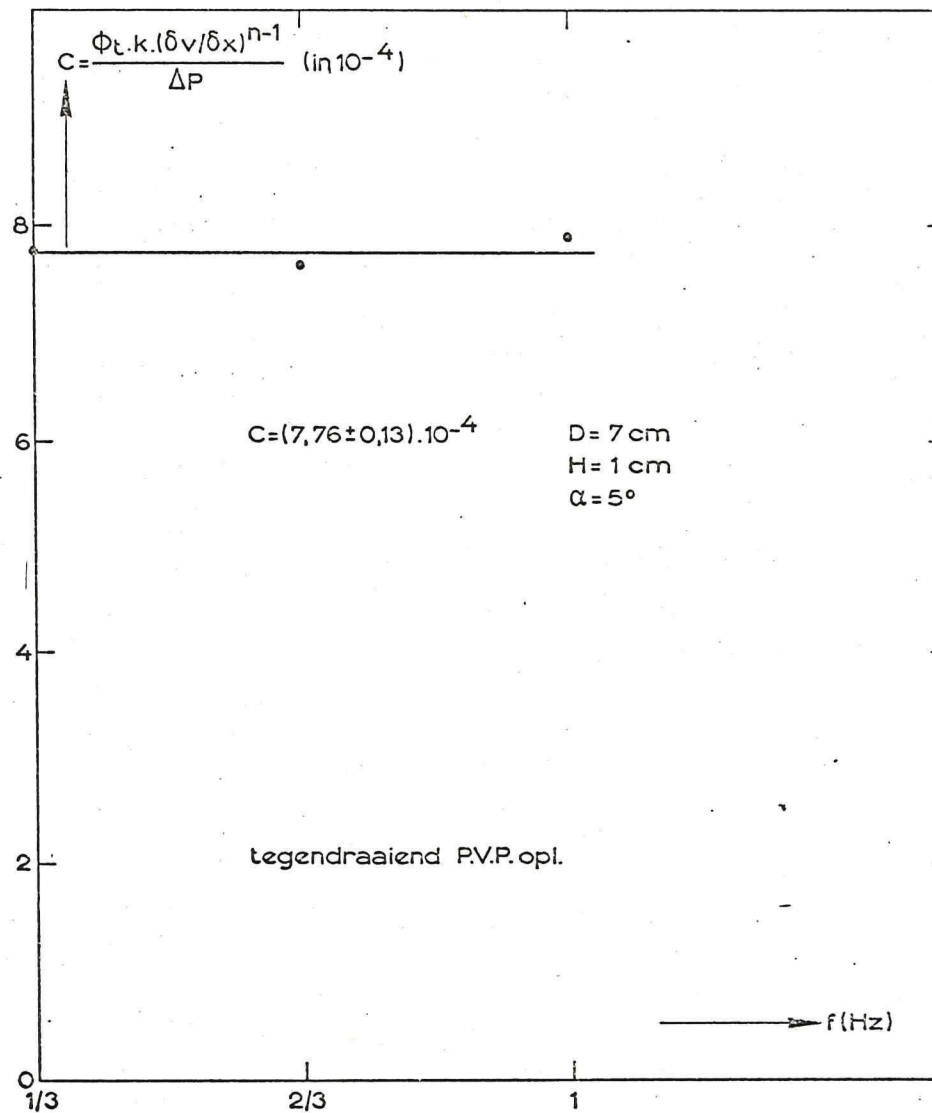 C = Φt.k.(δv/δx)ⁿ⁻¹ / ΔP (in 10⁻⁴)
8
6
C=(7,76±0,13).10⁻⁴
D= 7 cm
H= 1 cm
α= 5°
4
2
tegendraaiend P.V.P. opl.
f(Hz)
0
1/3
2/3
1